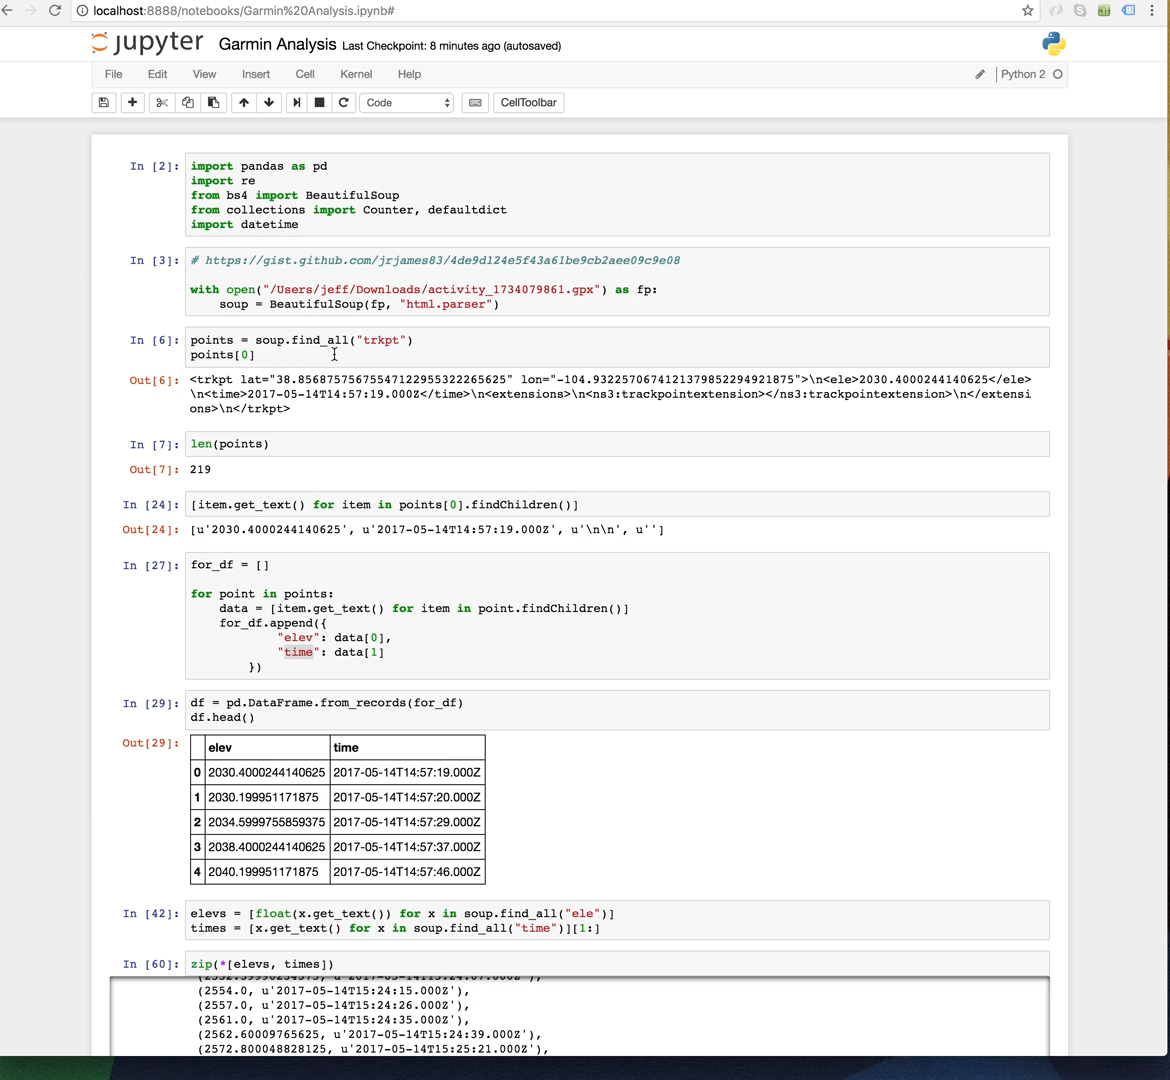 localhost:8888/notebooks/Garmin%20Analysis.ipynb#
jupyter Garmin Analysis Last Checkpoint: 8 minutes ago (autosaved)
File Edit View Insert Cell Kernel Help Python 2
Code CellToolbar
In [2]: import pandas as pd
import re
from bs4 import BeautifulSoup
from collections import Counter, defaultdict
import datetime
In [3]: # https://gist.github.com/jrjames83/4de9d124e5f43a61be9cb2aee09c9e08
with open("/Users/jeff/Downloads/activity_1734079861.gpx") as fp:
soup = BeautifulSoup(fp, "html.parser")
In [6]: points = soup.find_all("trkpt")
points[0]
Out[6]: <trkpt lat="38.85687575675547122955322265625" lon="-104.9322570674121379852294921875">\n<ele>2030.4000244140625</ele>
\n<time>2017-05-14T14:57:19.000Z</time>\n<extensions>\n<ns3:trackpointextension></ns3:trackpointextension>\n</extensi
ons>\n</trkpt>
In [7]: len(points)
Out[7]: 219
In [24]: [item.get_text() for item in points[0].findChildren()]
Out[24]: [u'2030.4000244140625', u'2017-05-14T14:57:19.000Z', u'\n\n', u'']
In [27]: for_df = []
for point in points:
data = [item.get_text() for item in point.findChildren()]
for_df.append({
"elev": data[0],
"time": data[1]
})
In [29]: df = pd.DataFrame.from_records(for_df)
df.head()
Out[29]: elev time
0 2030.4000244140625 2017-05-14T14:57:19.000Z
1 2030.199951171875 2017-05-14T14:57:20.000Z
2 2034.5999755859375 2017-05-14T14:57:29.000Z
3 2038.4000244140625 2017-05-14T14:57:37.000Z
4 2040.199951171875 2017-05-14T14:57:46.000Z
In [42]: elevs = [float(x.get_text()) for x in soup.find_all("ele")]
times = [x.get_text() for x in soup.find_all("time")][1:]
In [60]: zip(*[elevs, times])
(2554.0, u'2017-05-14T15:24:15.000Z'),
(2557.0, u'2017-05-14T15:24:26.000Z'),
(2561.0, u'2017-05-14T15:24:35.000Z'),
(2562.60009765625, u'2017-05-14T15:24:39.000Z'),
(2572.800048828125, u'2017-05-14T15:25:21.000Z'),